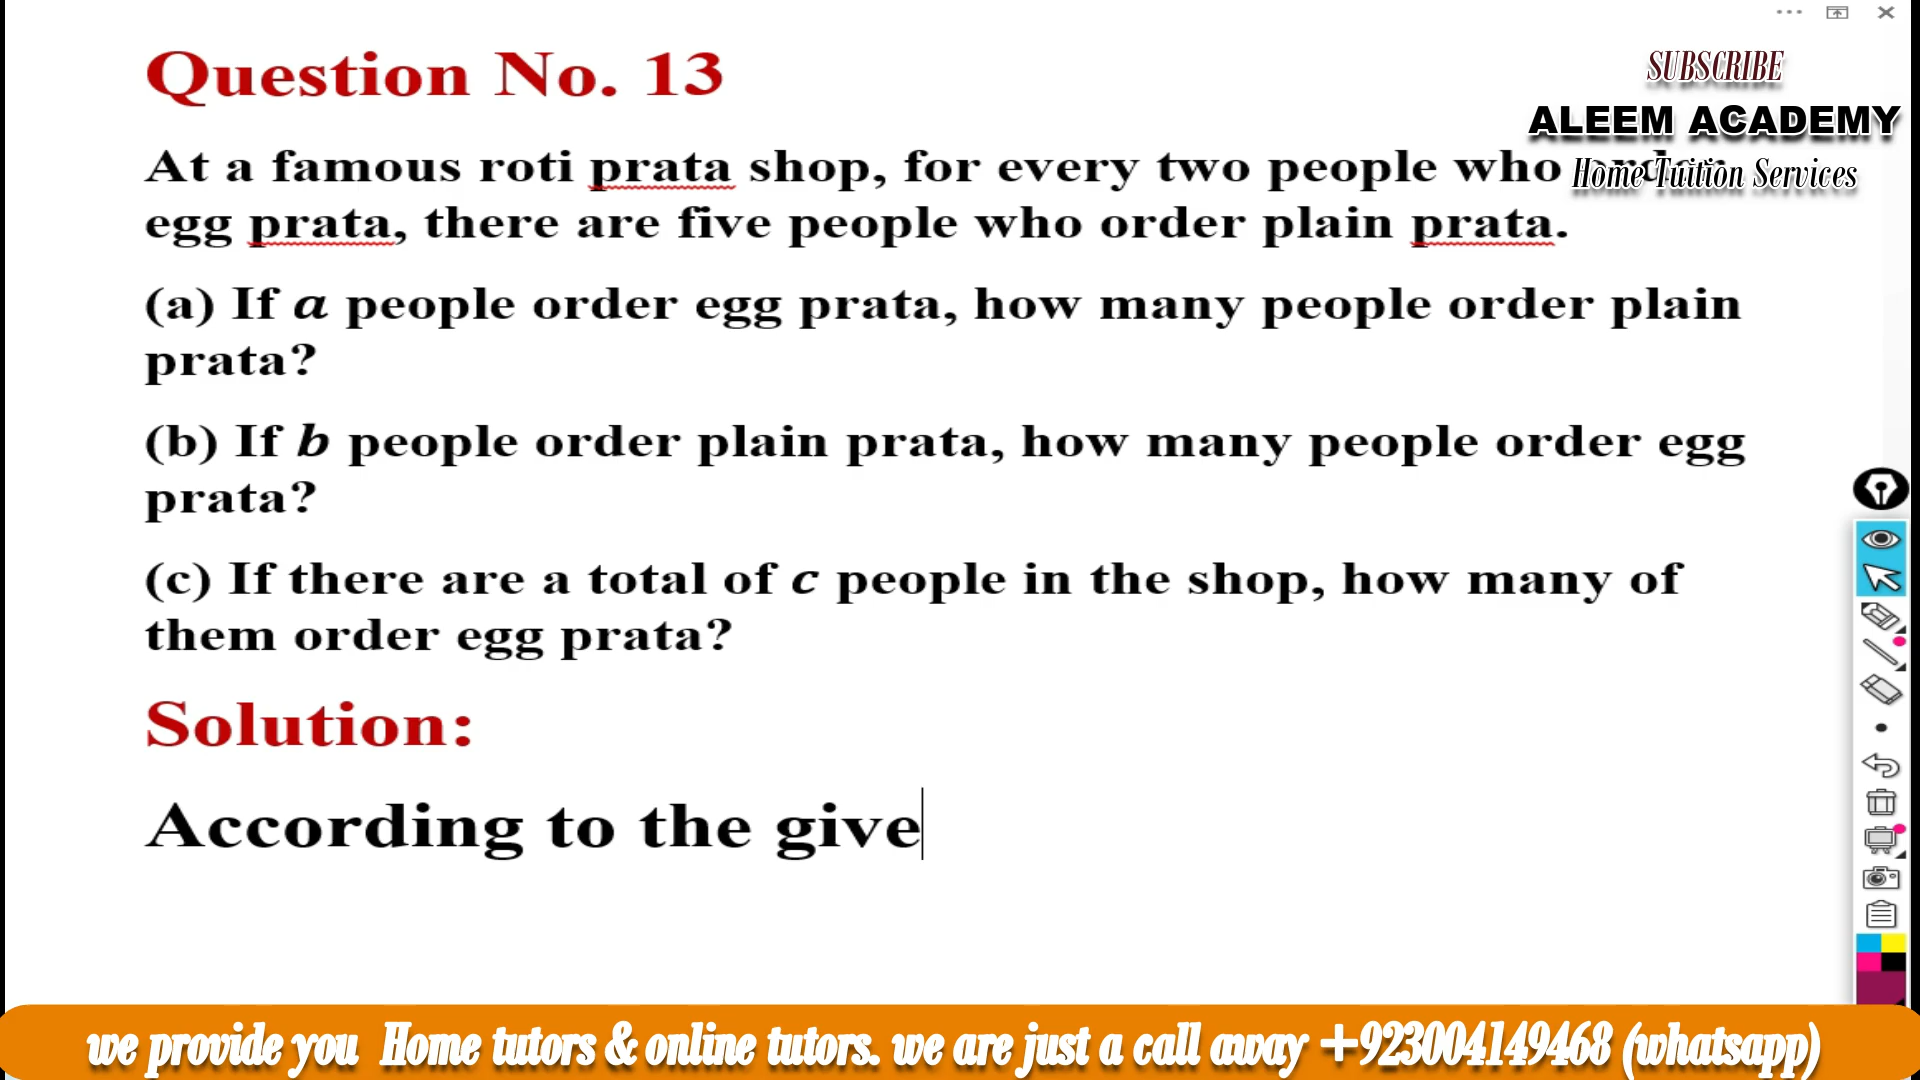 Question No. 13
SUBSCRIBE
ALEEM ACADEMY
Home Tuition Services
At a famous roti prata shop, for every two people who
egg prata, there are five people who order plain prata.
(a) If a people order egg prata, how many people order plain
prata?
(b) If b people order plain prata, how many people order egg
prata?
(c) If there are a total of c people in the shop, how many of
them order egg prata?
Solution:
According to the give
we provide you Home tutors & online tutors. we are just a call away +923004149468 (whatsapp)